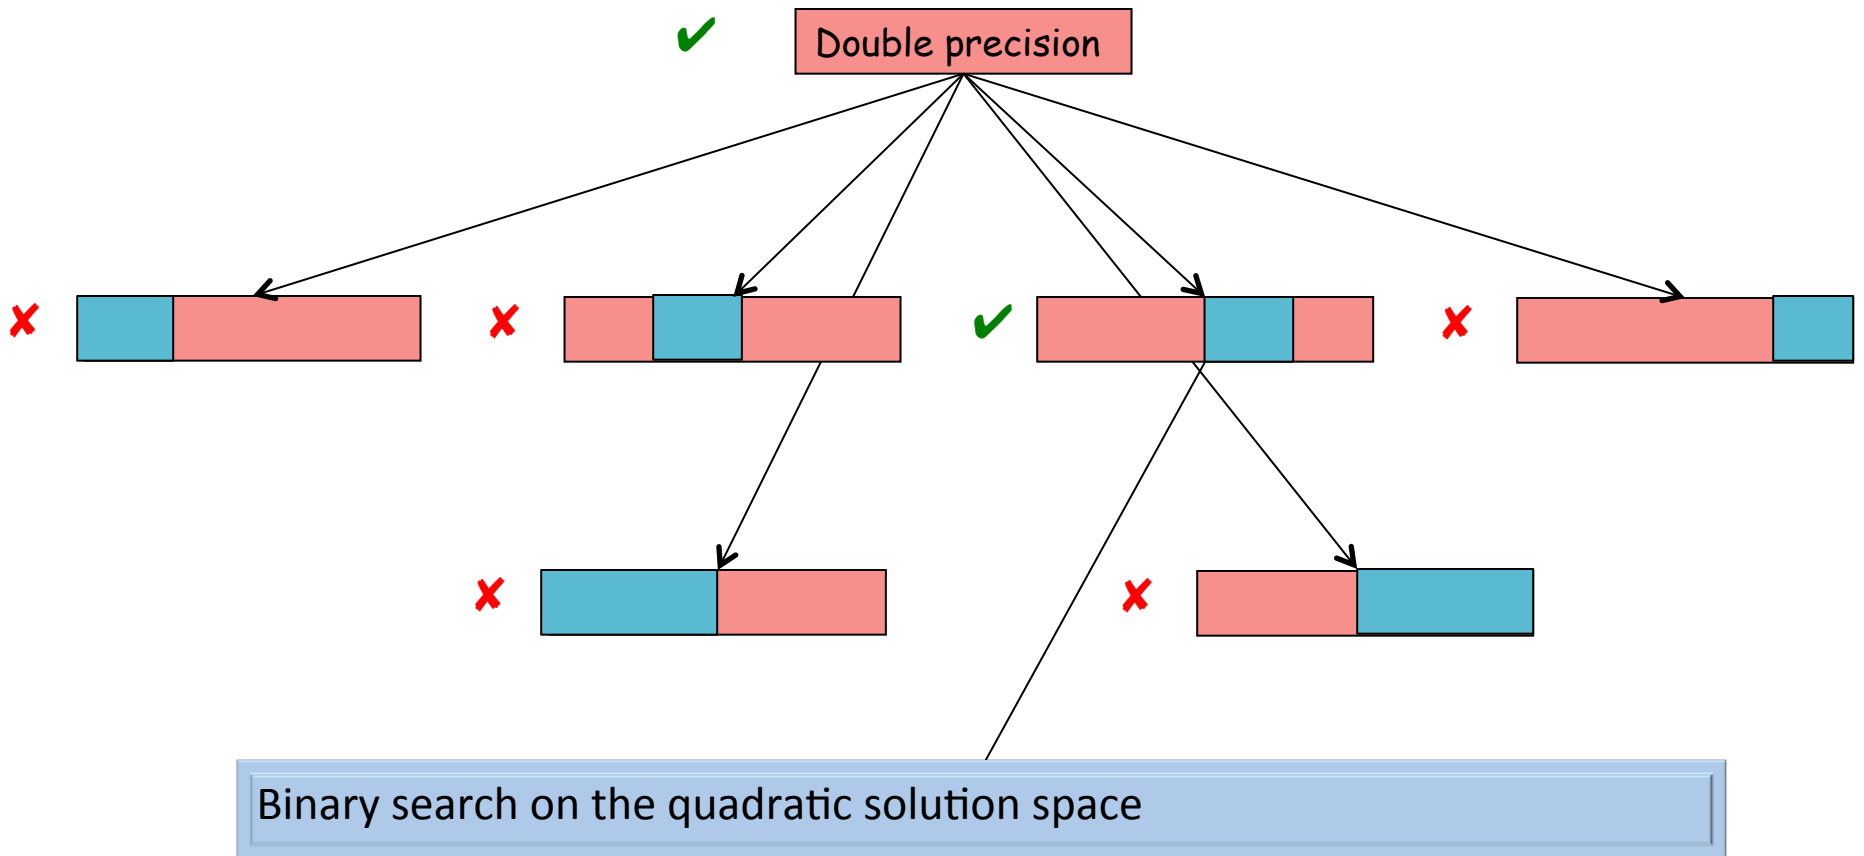 Double precision
Binary search on the quadratic solution space